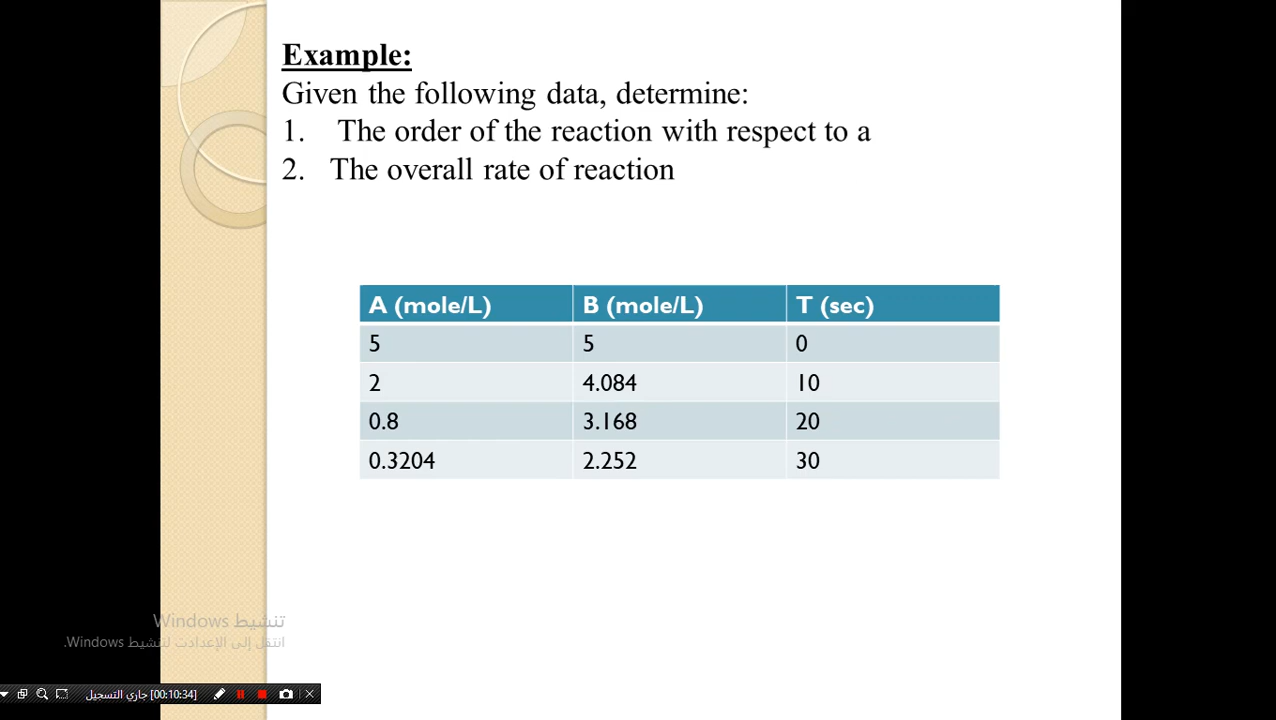 Example:
Given the following data, determine:
1. The order of the reaction with respect to a
2. The overall rate of reaction
A (mole/L) B (mole/L) T (sec)
5 5 0
2 4.084 10
0.8 3.168 20
0.3204 2.252 30
تنشيط Windows
انتقل إلى الإعدادت لتنشيط Windows.
جاري التسجيل [00:10:34]